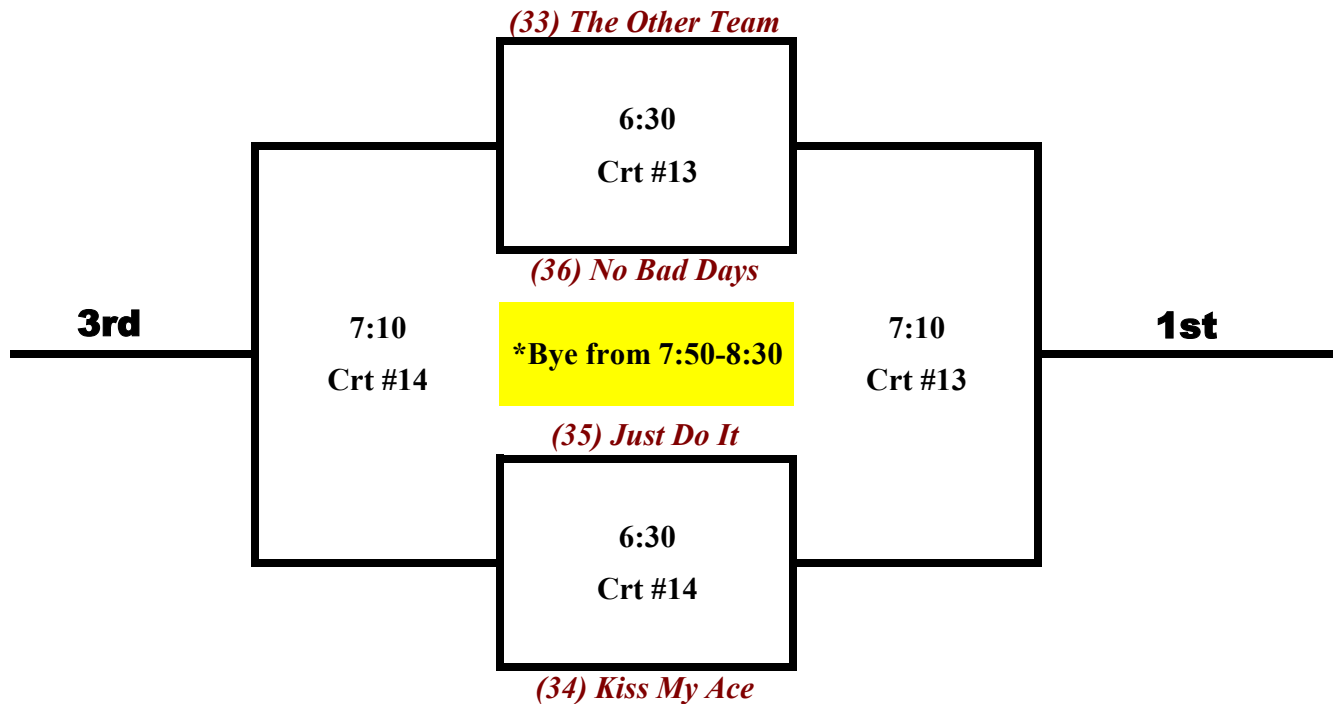 (33) The Other Team
6:30
Crt #13
(36) No Bad Days
3rd
7:10
Crt #14
*Bye from 7:50-8:30
7:10
Crt #13
1st
(35) Just Do It
6:30
Crt #14
(34) Kiss My Ace